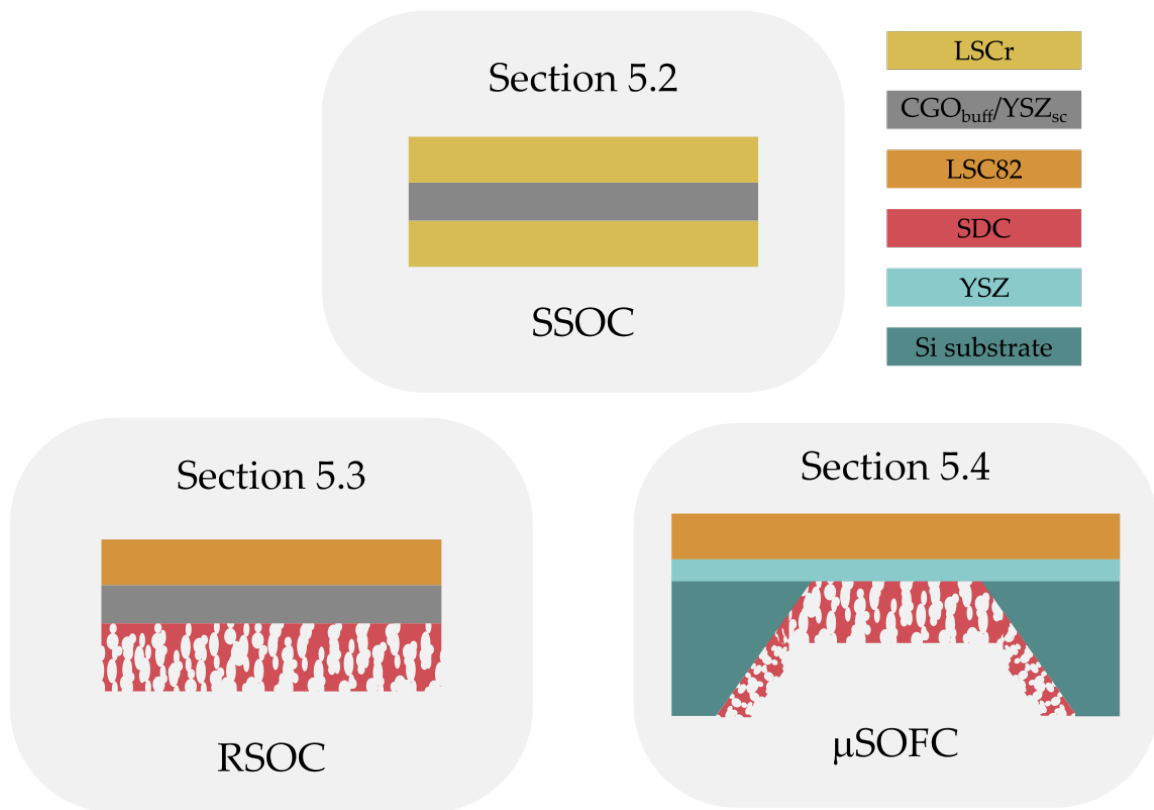 Section 5.2
SSOC
LSCr
CGObuff/YSZsc
LSC82
SDC
YSZ
Si substrate
Section 5.3
RSOC
Section 5.4
μSOFC